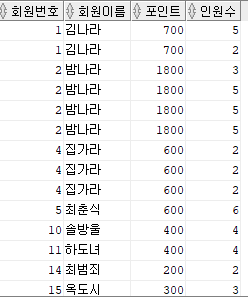 회원번호 회원이름 포인트 인원수
1 김나라 700 5
1 김나라 700 2
2 밤나라 1800 3
2 밤나라 1800 5
2 밤나라 1800 5
2 밤나라 1800 5
4 집가라 600 2
4 집가라 600 2
4 집가라 600 2
5 최춘식 600 6
10 솔방울 400 4
11 하도녀 400 4
14 최범죄 200 2
15 옥도시 300 3